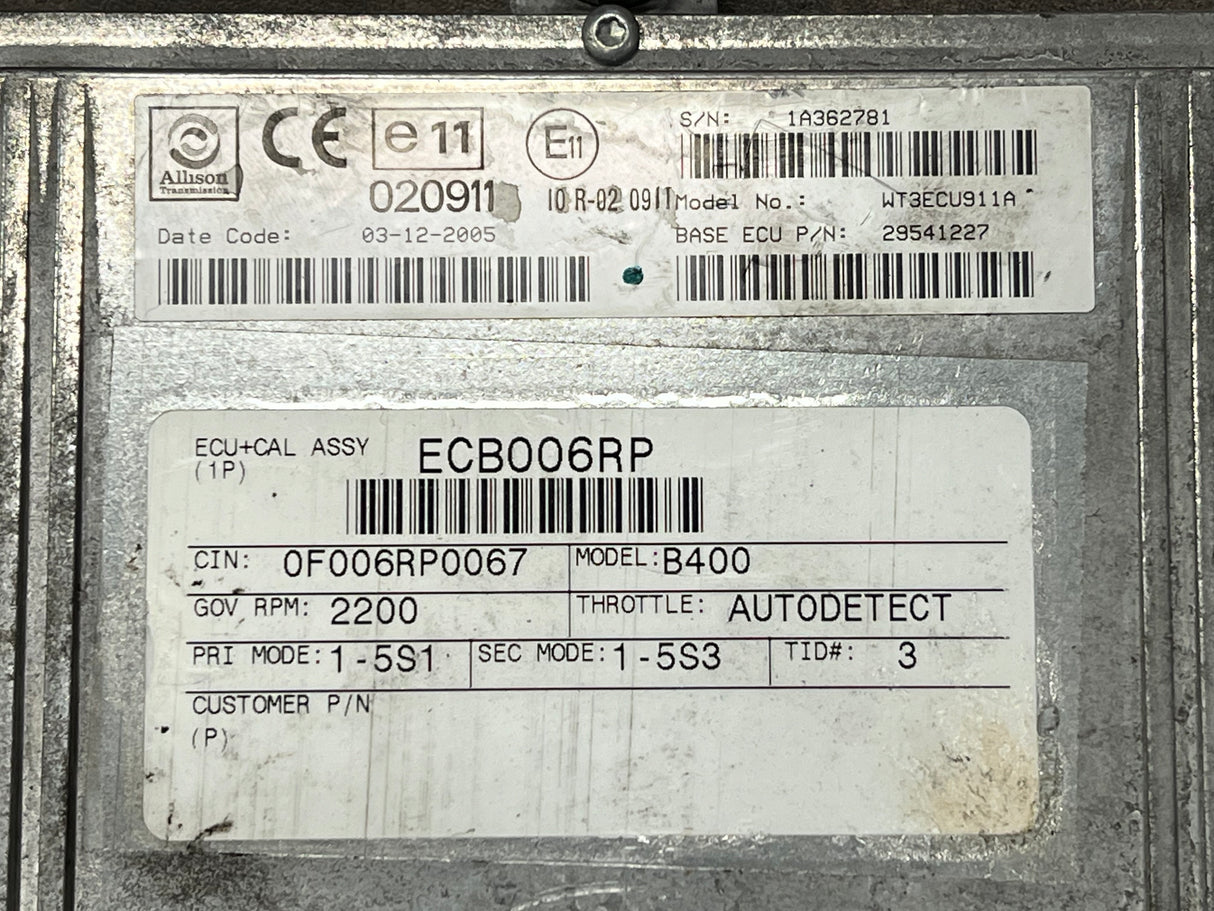 Allison
Transmission
CE
e11
020911
E11
10 R-02 0911
S/N: 1A362781
Model No.: WT3ECU911A
Date Code: 03-12-2005
BASE ECU P/N: 29541227
ECU+CAL ASSY ECB006RP
(1P)
CIN: 0F006RP0067 MODEL: B400
GOV RPM: 2200 THROTTLE: AUTODETECT
PRI MODE: 1-5S1 SEC MODE: 1-5S3 TID#: 3
CUSTOMER P/N
(P)